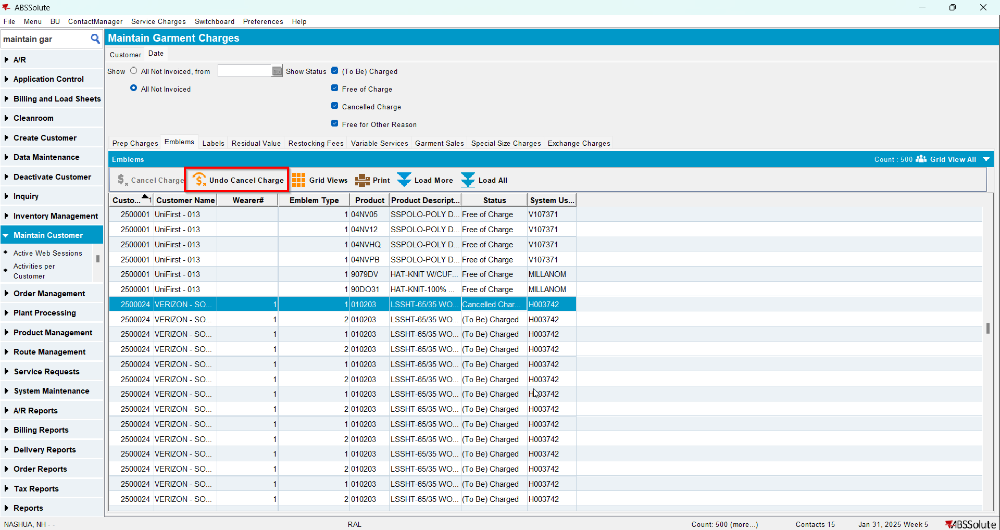 ABSSolute
File Menu BU ContactManager Service Charges Switchboard Preferences Help
maintain gar
Maintain Garment Charges
A/R
Application Control
Billing and Load Sheets
Cleanroom
Create Customer
Data Maintenance
Deactivate Customer
Inquiry
Inventory Management
Maintain Customer
Active Web Sessions
Activities per
Customer
Order Management
Plant Processing
Product Management
Route Management
Service Requests
System Maintenance
A/R Reports
Billing Reports
Delivery Reports
Order Reports
Tax Reports
Reports
Customer Date
Show All Not Invoiced, from 15 Show Status (To Be) Charged
All Not Invoiced Free of Charge
Cancelled Charge
Free for Other Reason
Prep Charges Emblems Labels Residual Value Restocking Fees Variable Services Garment Sales Special Size Charges Exchange Charges
Emblems Count : 500 Grid View All
Cancel Charge Undo Cancel Charge Grid Views Print Load More Load All
Custo... 1 Customer Name Wearer# Emblem Type Product Product Descript... Status System Us...
2500001 UniFirst - 013 1 04NV05 SSPOLO-POLY D... Free of Charge V107371
2500001 UniFirst - 013 1 04NV12 SSPOLO-POLY D... Free of Charge V107371
2500001 UniFirst - 013 1 04NVHQ SSPOLO-POLY D... Free of Charge V107371
2500001 UniFirst - 013 1 04NVPB SSPOLO-POLY D... Free of Charge V107371
2500001 UniFirst - 013 1 9079DV HAT-KNIT W/CUF... Free of Charge MILLANOM
2500001 UniFirst - 013 1 90DO31 HAT-KNIT-100% ... Free of Charge MILLANOM
2500024 VERIZON - SO... 1 1 010203 LSSHT-65/35 WO... Cancelled Char... H003742
2500024 VERIZON - SO... 1 2 010203 LSSHT-65/35 WO... (To Be) Charged H003742
2500024 VERIZON - SO... 1 1 010203 LSSHT-65/35 WO... (To Be) Charged H003742
2500024 VERIZON - SO... 1 2 010203 LSSHT-65/35 WO... (To Be) Charged H003742
2500024 VERIZON - SO... 1 1 010203 LSSHT-65/35 WO... (To Be) Charged H003742
2500024 VERIZON - SO... 1 2 010203 LSSHT-65/35 WO... (To Be) Charged H003742
2500024 VERIZON - SO... 1 1 010203 LSSHT-65/35 WO... (To Be) Charged H003742
2500024 VERIZON - SO... 1 2 010203 LSSHT-65/35 WO... (To Be) Charged H003742
2500024 VERIZON - SO... 1 1 010203 LSSHT-65/35 WO... (To Be) Charged H003742
2500024 VERIZON - SO... 1 2 010203 LSSHT-65/35 WO... (To Be) Charged H003742
2500024 VERIZON - SO... 1 1 010203 LSSHT-65/35 WO... (To Be) Charged H003742
2500024 VERIZON - SO... 1 2 010203 LSSHT-65/35 WO... (To Be) Charged H003742
2500024 VERIZON - SO... 1 1 010203 LSSHT-65/35 WO... (To Be) Charged H003742
2500024 VERIZON - SO... 1 2 010203 LSSHT-65/35 WO... (To Be) Charged H003742
NASHUA, NH - - RAL Count: 500 (more...) Contacts 15 Jan 31, 2025 Week 5 ABSSolute